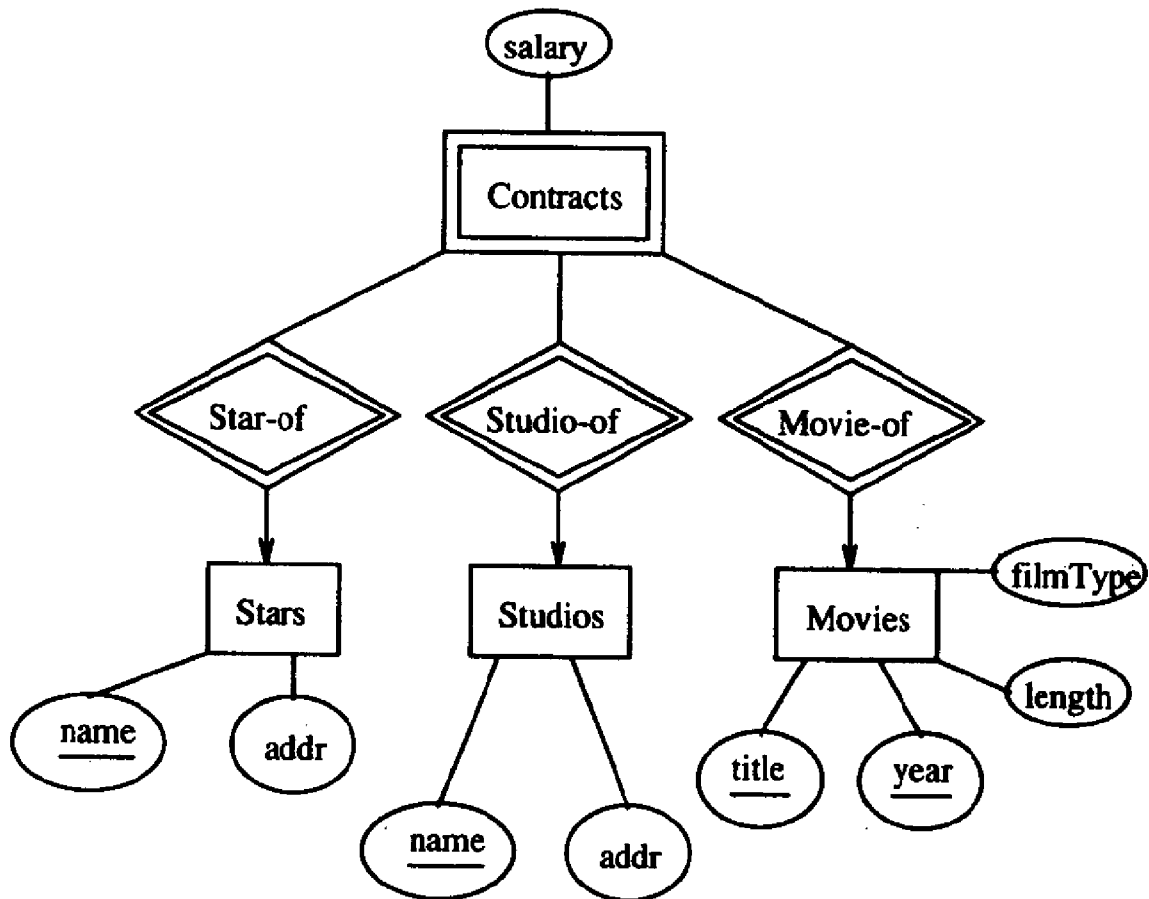 salary
Contracts
Star-of
Studio-of
Movie-of
Stars
Studios
Movies
filmType
length
name
addr
name
addr
title
year